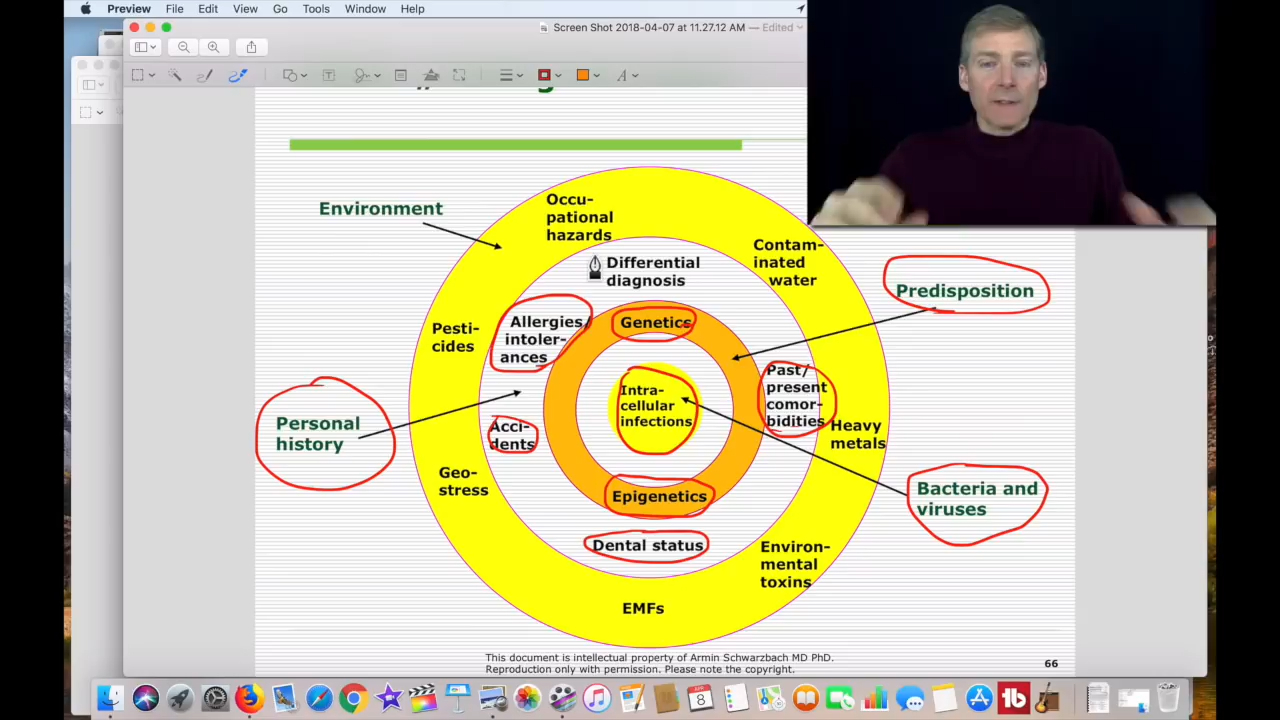 Preview File Edit View Go Tools Window Help
Screen Shot 2018-04-07 at 11.27.12 AM — Edited
Environment
Occu-
pational
hazards
Contam-
inated
water
Differential
diagnosis
Predisposition
Allergies/
intoler-
ances
Genetics
Pesti-
cides
Past/
present
comor-
bidities
Intra-
cellular
infections
Personal
history
Acci-
dents
Heavy
metals
Geo-
stress
Epigenetics
Bacteria and
viruses
Dental status
Environ-
mental
toxins
EMFs
This document is intellectual property of Armin Schwarzbach MD PhD.
Reproduction only with permission. Please note the copyright.
66